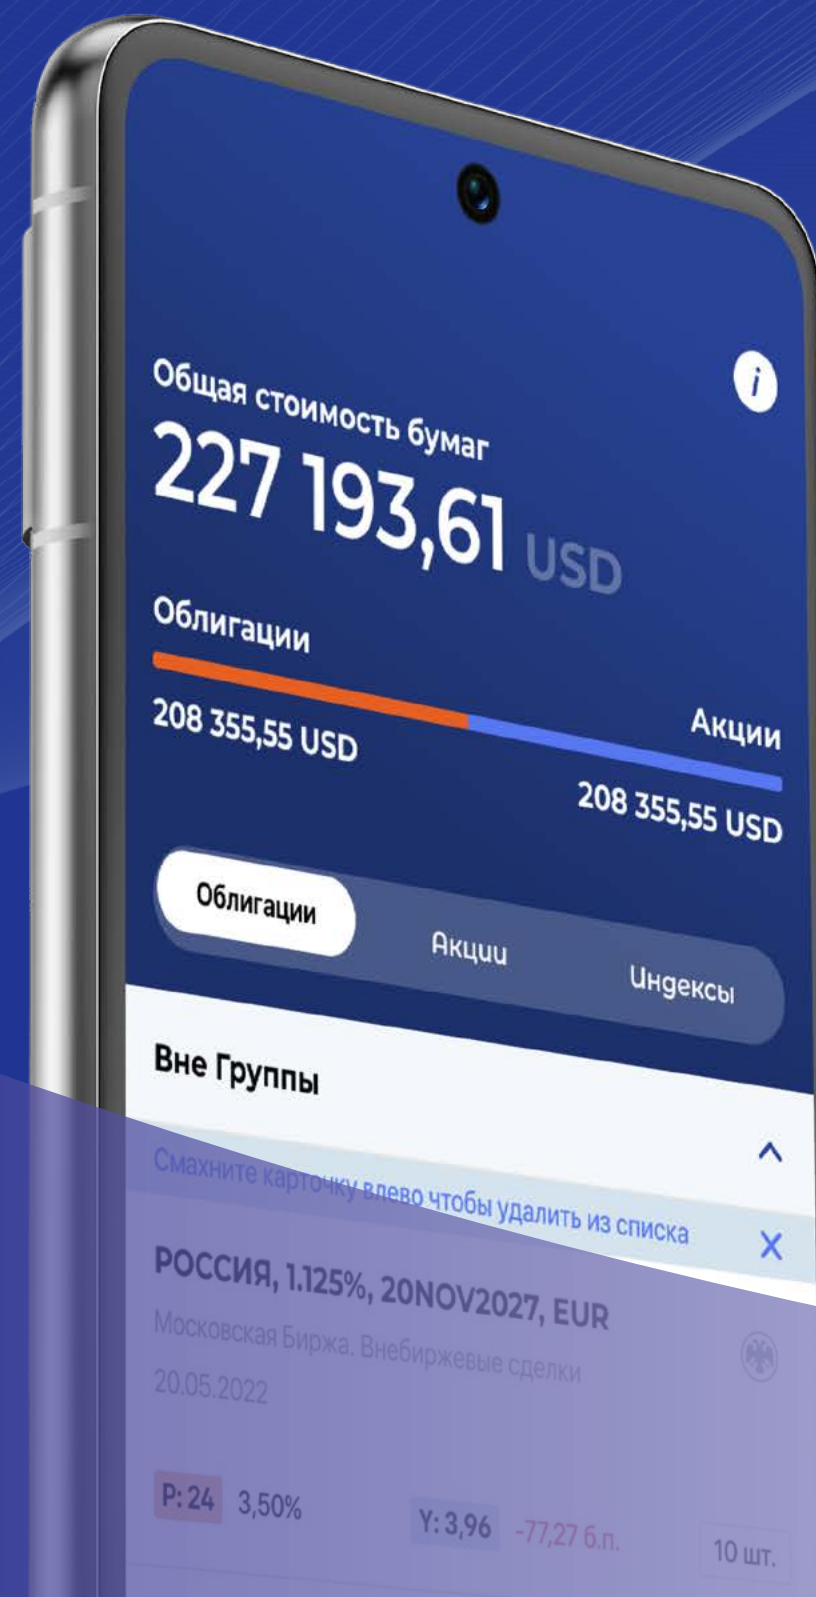 i
Общая стоимость бумаг
227 193,61 USD
Облигации
Акции
208 355,55 USD
208 355,55 USD
Облигации
Акции
Индексы
Вне Группы
Смахните карточку влево чтобы удалить из списка X
РОССИЯ, 1.125%, 20NOV2027, EUR
Московская Биржа. Внебиржевые сделки
20.05.2022
P: 24 3,50% Y: 3,96 -77,27 б.п. 10 шт.